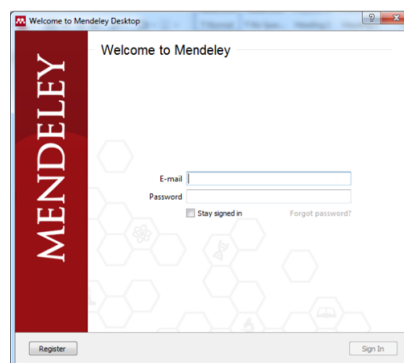 Welcome to Mendeley Desktop
Welcome to Mendeley
MENDELEY
E-mail
Password
Stay signed in
Forgot password?
Register
Sign In